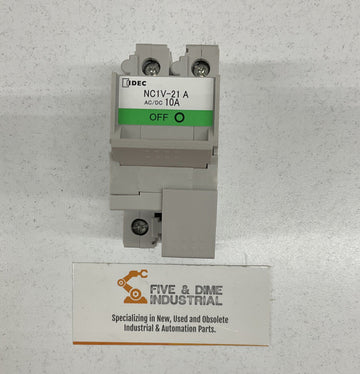 IDEC
NC1V-21 A
AC/DC 10A
OFF
FIVE & DIME
INDUSTRIAL
Specializing in New, Used and Obsolete
Industrial & Automation Parts.